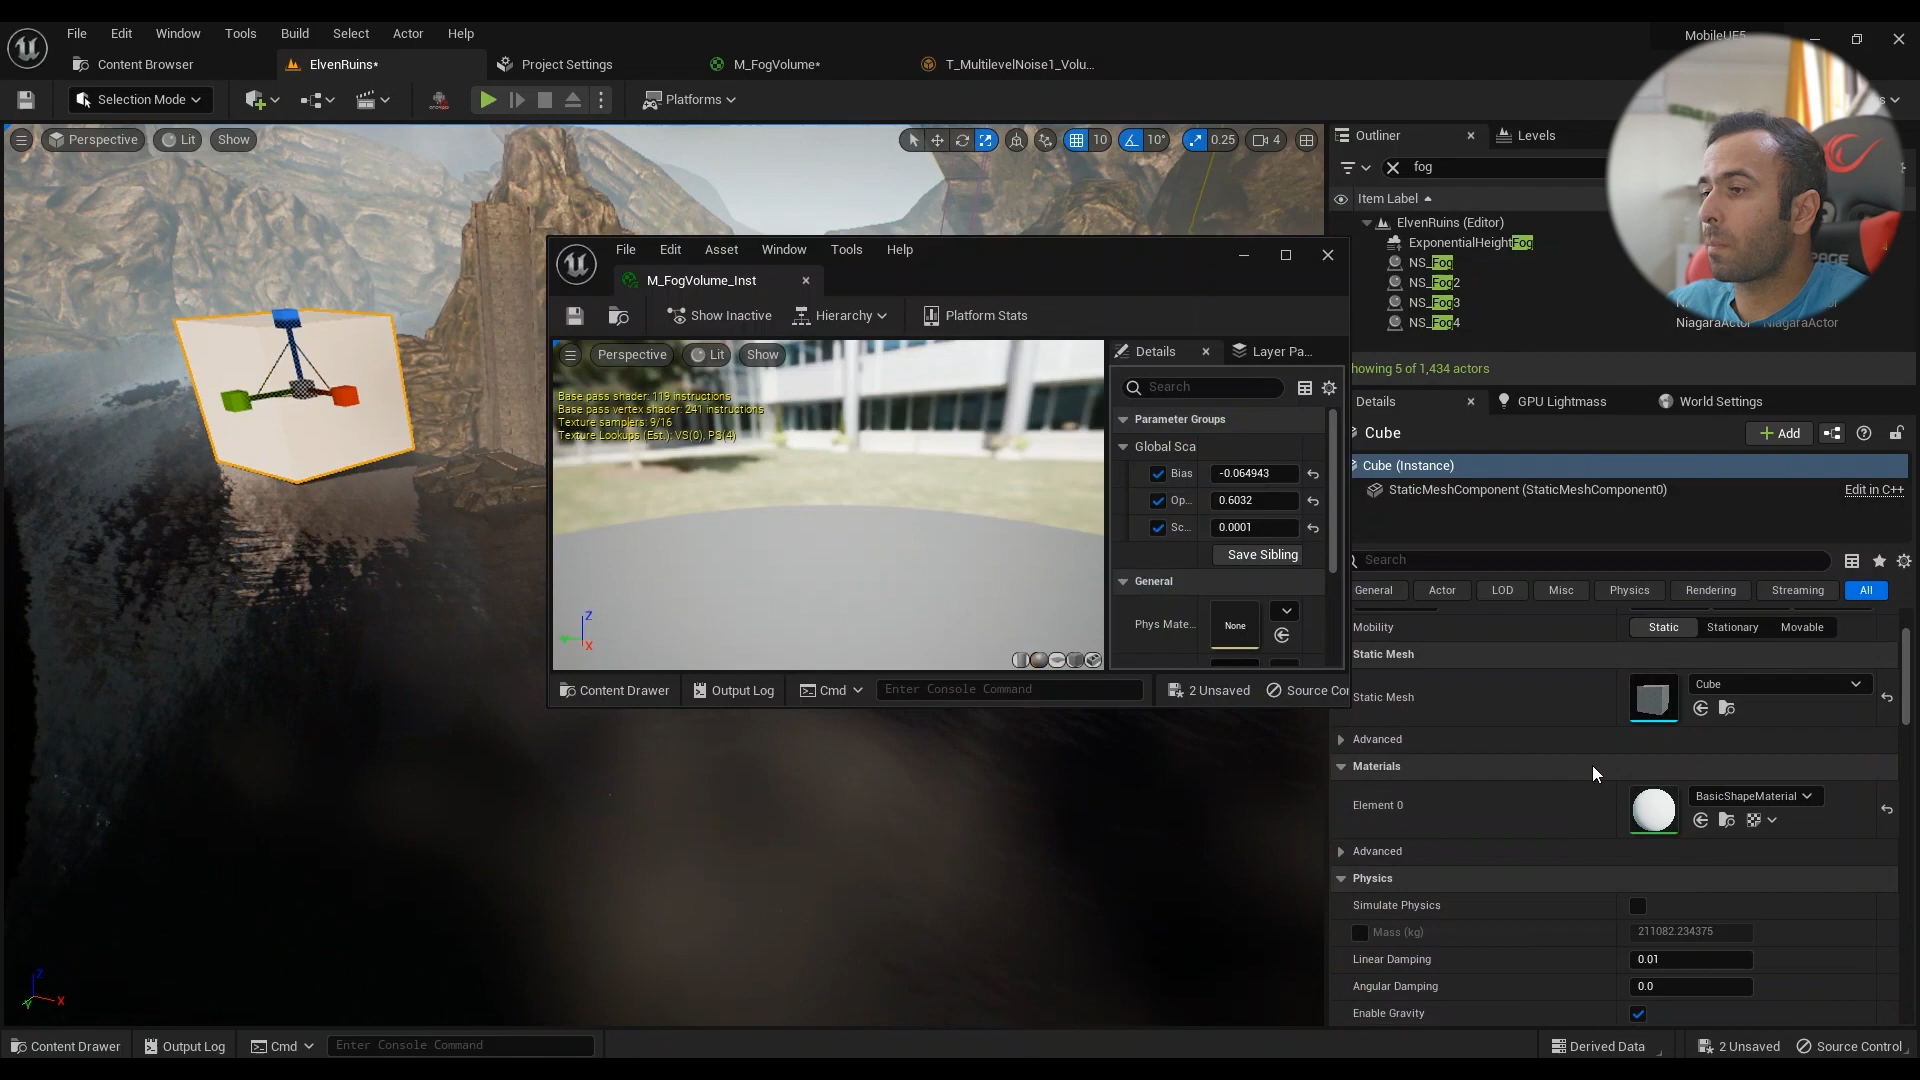 File Edit Window Tools Build Select Actor Help
MobileUE5
Content Browser
ElvenRuins*
Project Settings
M_FogVolume*
T_MultilevelNoise1_Volu...
Selection Mode
Platforms
Perspective
Lit
Show
10
10°
0.25
4
Outliner
Levels
fog
Item Label
ElvenRuins (Editor)
ExponentialHeightFog
NS_Fog
NS_Fog2
NS_Fog3
NS_Fog4
NiagaraActor
howing 5 of 1,434 actors
File Edit Asset Window Tools Help
M_FogVolume_Inst
Show Inactive
Hierarchy
Platform Stats
Perspective
Lit
Show
Base pass shader: 119 instructions
Base pass vertex shader: 241 instructions
Texture samplers: 9/16
Texture Lookups (Est.): VS(0), PS(4)
Z
X
Details
Layer Pa...
Search
Parameter Groups
Global Sca
Bias -0.064943
Op... 0.6032
Sc... 0.0001
Save Sibling
General
Phys Mate...
None
Content Drawer
Output Log
Cmd
Enter Console Command
2 Unsaved
Source Con
Details
GPU Lightmass
World Settings
Cube
Add
Cube (Instance)
StaticMeshComponent (StaticMeshComponent0)
Edit in C++
Search
General Actor LOD Misc Physics Rendering Streaming All
Mobility
Static Stationary Movable
Static Mesh
Static Mesh
Cube
Advanced
Materials
Element 0
BasicShapeMaterial
Advanced
Physics
Simulate Physics
Mass (kg) 211082.234375
Linear Damping 0.01
Angular Damping 0.0
Enable Gravity
Z
X
Y
Content Drawer
Output Log
Cmd
Enter Console Command
Derived Data
2 Unsaved
Source Control